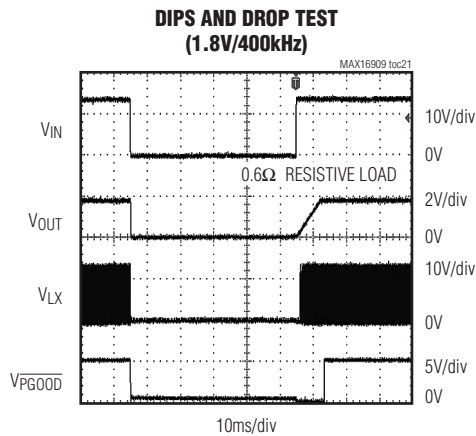 DIPS AND DROP TEST
(1.8V/400kHz)
MAX16909 toc21
VIN
10V/div
0V
0.6Ω RESISTIVE LOAD
2V/div
VOUT
0V
10V/div
VLX
0V
5V/div
VPGOOD
0V
10ms/div